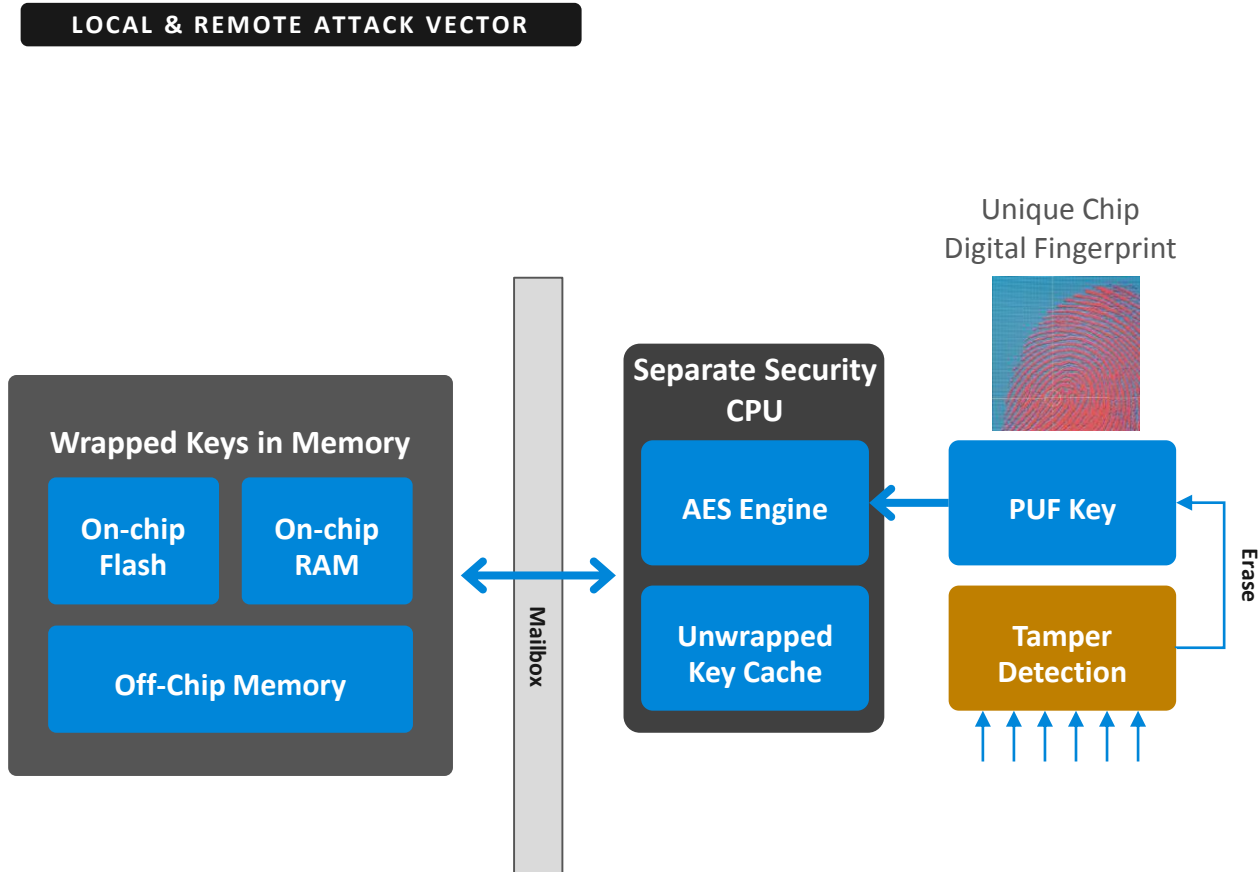 LOCAL & REMOTE ATTACK VECTOR
Unique Chip
Digital Fingerprint
Separate Security
CPU
Wrapped Keys in Memory
On-chip
Flash
On-chip
RAM
Off-Chip Memory
Mailbox
AES Engine
Unwrapped
Key Cache
PUF Key
Tamper
Detection
Erase